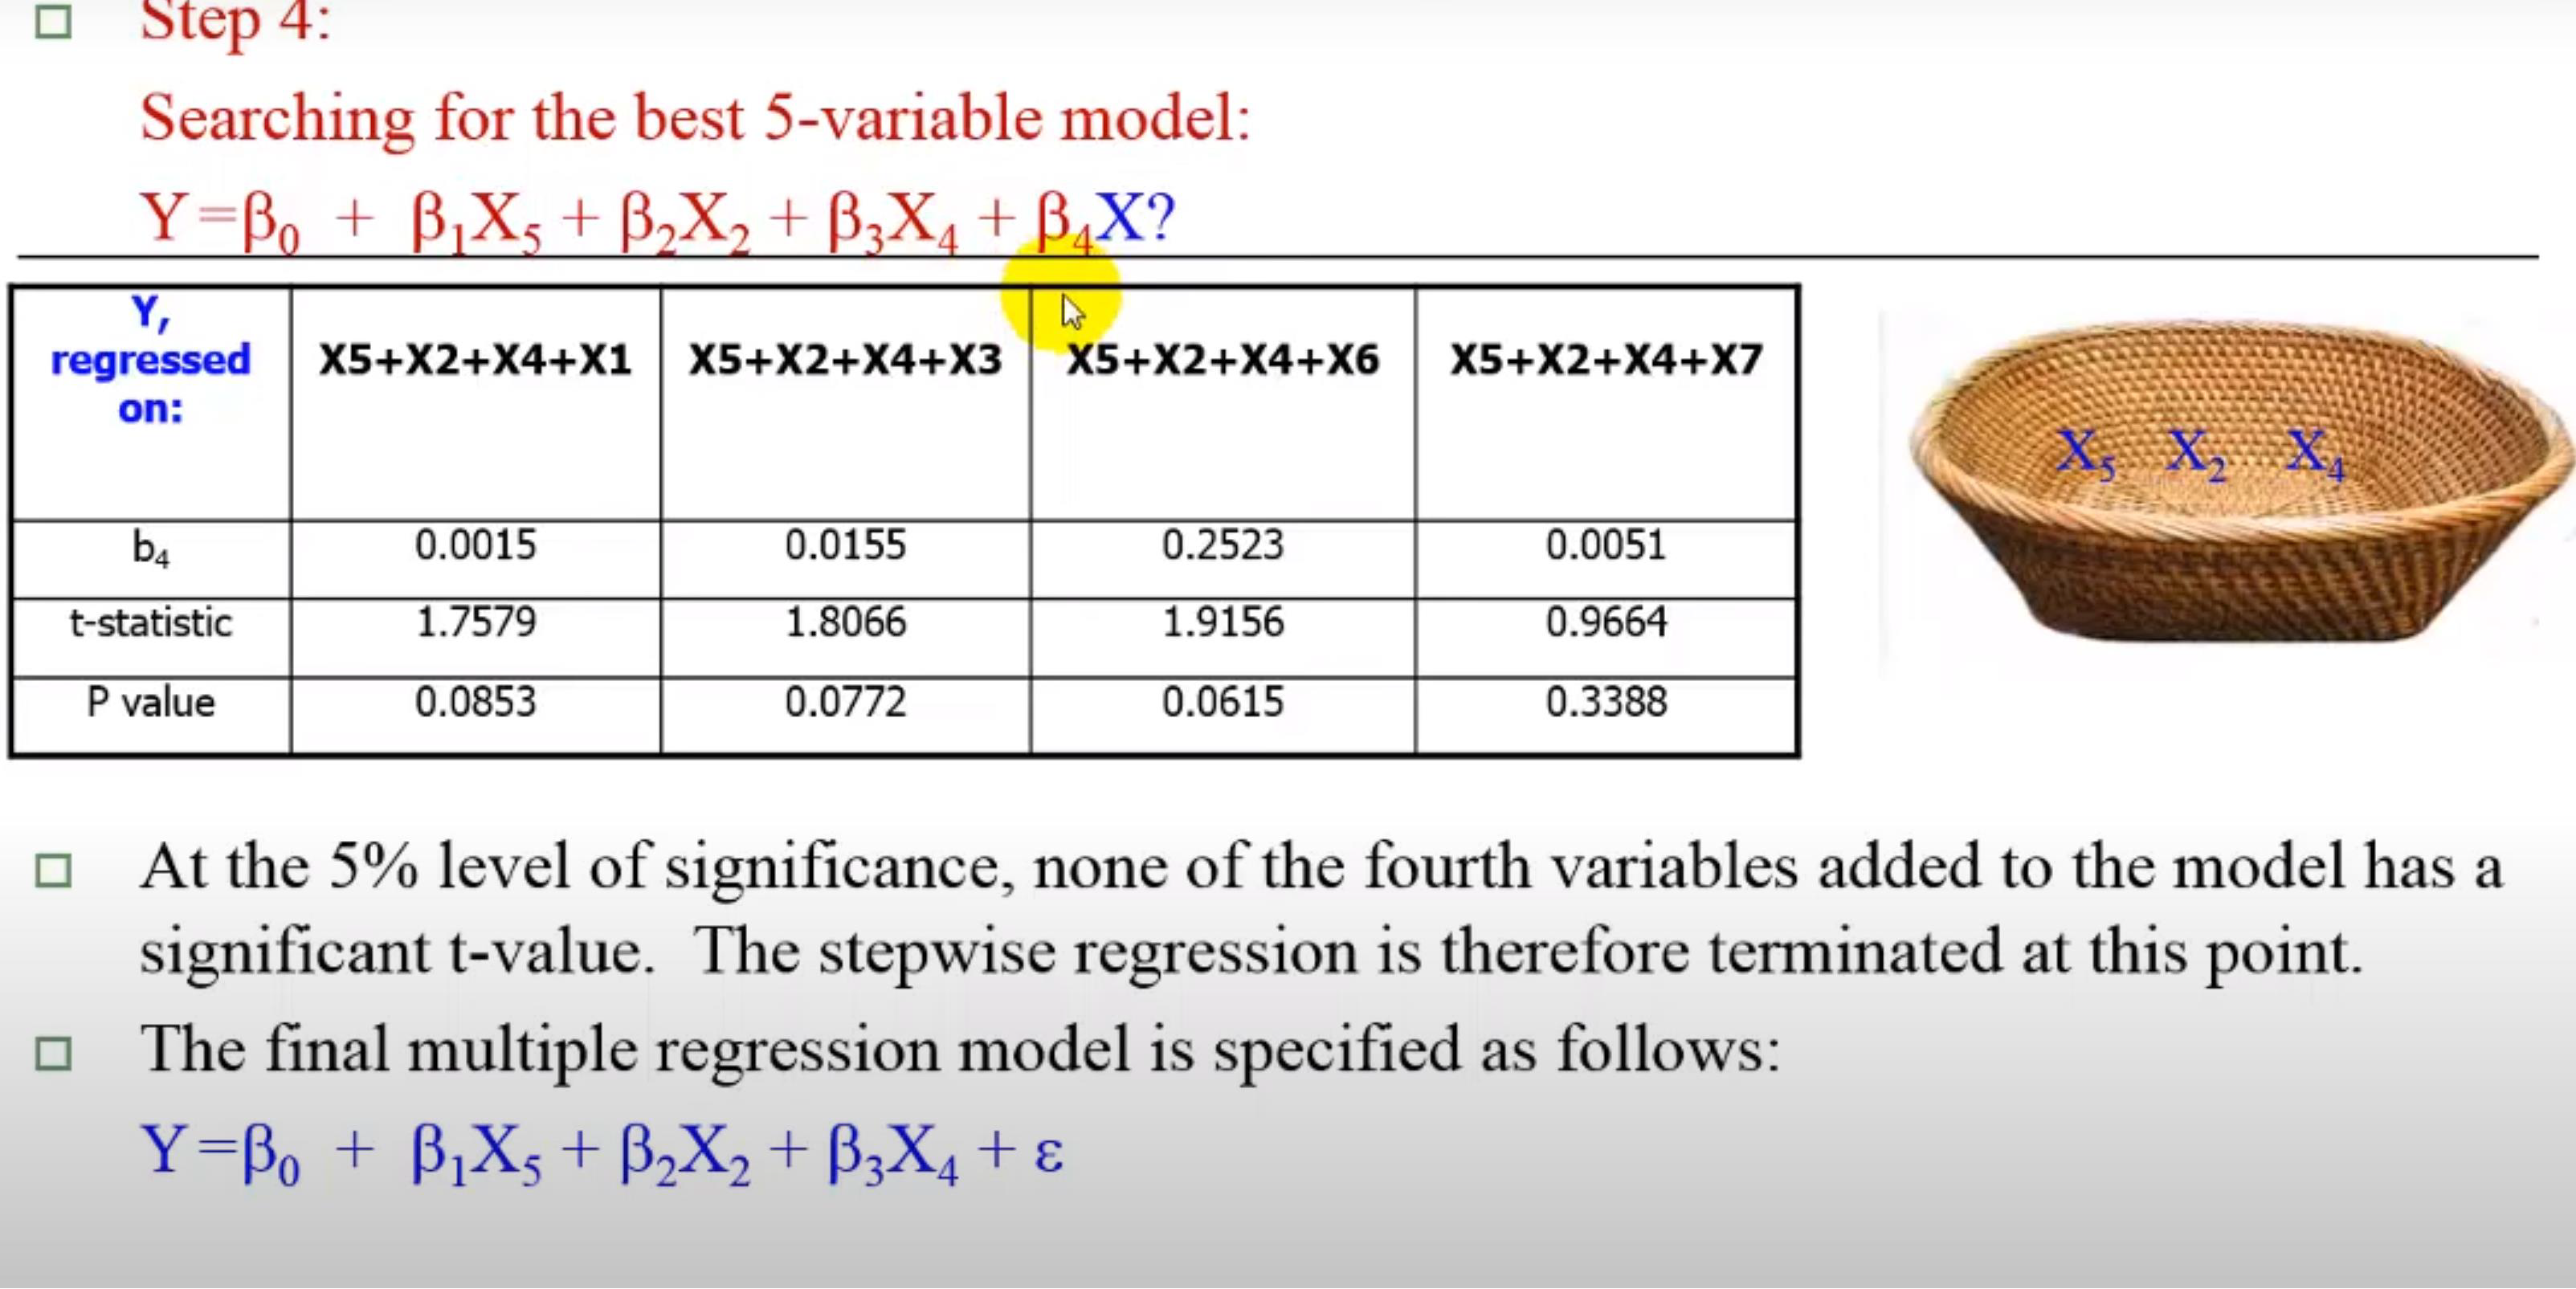 Step 4:
Searching for the best 5-variable model:
Y=β₀ + β₁X₅ + β₂X₂ + β₃X₄ + β₄X?
Y, regressed on: X5+X2+X4+X1 X5+X2+X4+X3 X5+X2+X4+X6 X5+X2+X4+X7
b₄ 0.0015 0.0155 0.2523 0.0051
t-statistic 1.7579 1.8066 1.9156 0.9664
P value 0.0853 0.0772 0.0615 0.3388
X₅ X₂ X₄
At the 5% level of significance, none of the fourth variables added to the model has a
significant t-value. The stepwise regression is therefore terminated at this point.
The final multiple regression model is specified as follows:
Y=β₀ + β₁X₅ + β₂X₂ + β₃X₄ + ε